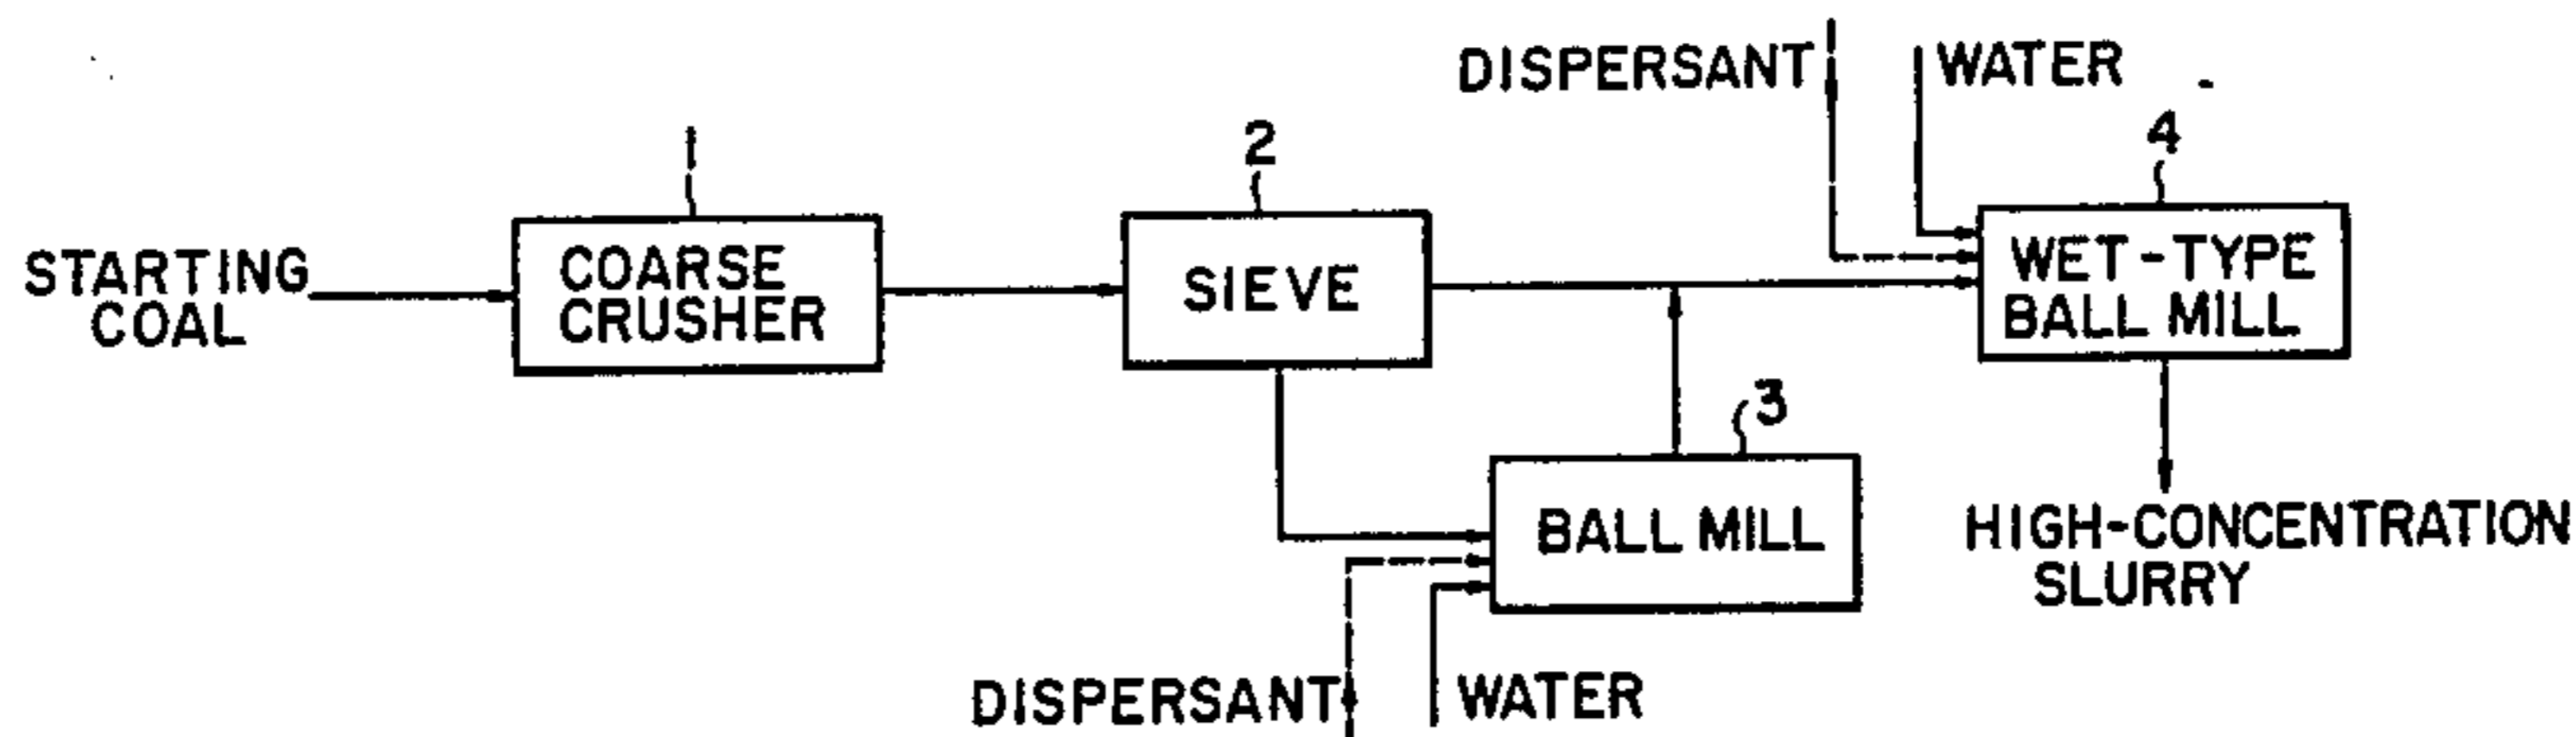 DISPERSANT
WATER
1
2
4
STARTING
COAL
COARSE
CRUSHER
SIEVE
WET-TYPE
BALL MILL
3
BALL MILL
HIGH-CONCENTRATION
SLURRY
DISPERSANT
WATER